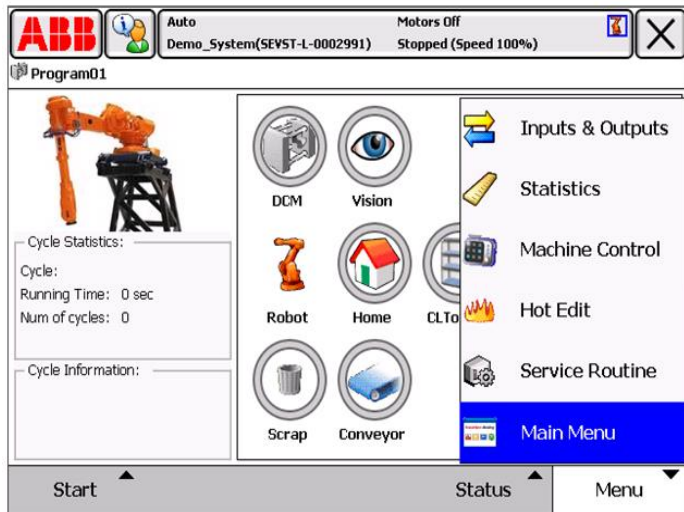 ABB
Auto
Motors Off
Demo_System(SEVST-L-0002991)
Stopped (Speed 100%)
Program01
DCM
Vision
Robot
Home
CLTo
Scrap
Conveyor
Cycle Statistics:
Cycle:
Running Time: 0 sec
Num of cycles: 0
Cycle Information:
Inputs & Outputs
Statistics
Machine Control
Hot Edit
Service Routine
Main Menu
Start
Status
Menu